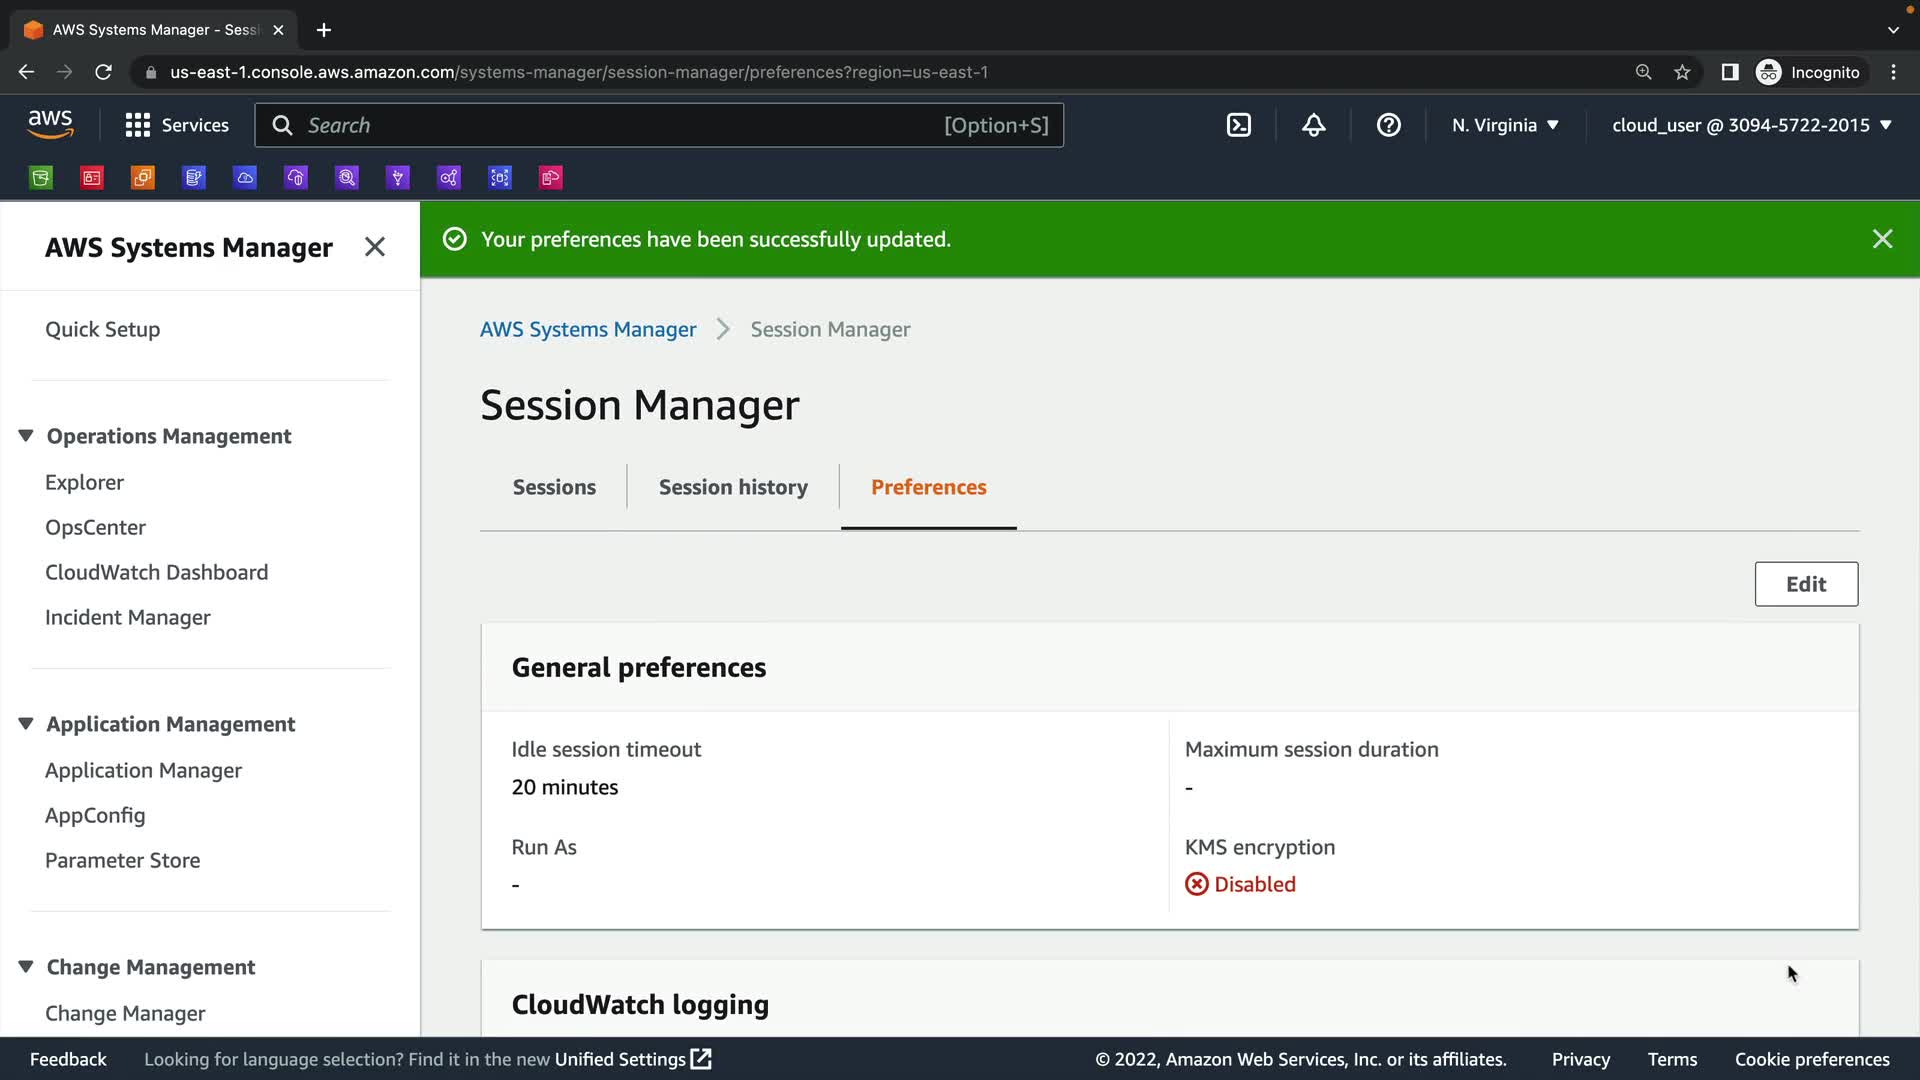 AWS Systems Manager - Sessi
us-east-1.console.aws.amazon.com/systems-manager/session-manager/preferences?region=us-east-1
Incognito
aws
Services
Search
[Option+S]
N. Virginia
cloud_user @ 3094-5722-2015
AWS Systems Manager
Your preferences have been successfully updated.
Quick Setup
Operations Management
Explorer
OpsCenter
CloudWatch Dashboard
Incident Manager
Application Management
Application Manager
AppConfig
Parameter Store
Change Management
Change Manager
AWS Systems Manager
Session Manager
Session Manager
Sessions
Session history
Preferences
Edit
General preferences
Idle session timeout
20 minutes
Maximum session duration
-
Run As
-
KMS encryption
Disabled
CloudWatch logging
Feedback
Looking for language selection? Find it in the new Unified Settings
© 2022, Amazon Web Services, Inc. or its affiliates.
Privacy
Terms
Cookie preferences